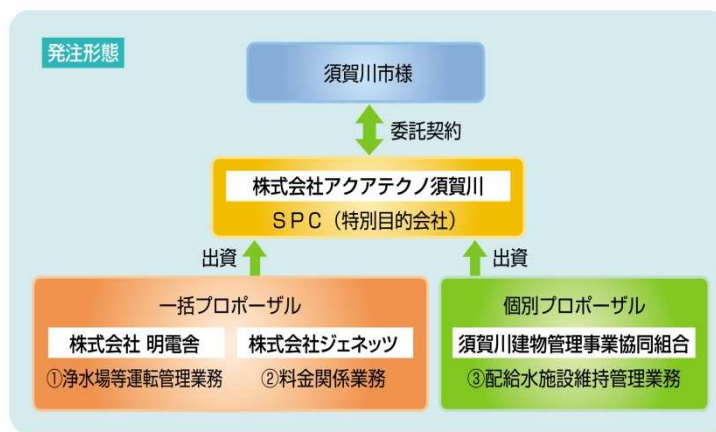 発注形態
須賀川市様
委託契約
株式会社アクアテクノ須賀川
SPC（特別目的会社）
出資
出資
一括プロポーザル
株式会社 明電舎
株式会社ジェネッツ
①浄水場等運転管理業務
②料金関係業務
個別プロポーザル
須賀川建物管理事業協同組合
③配給水施設維持管理業務